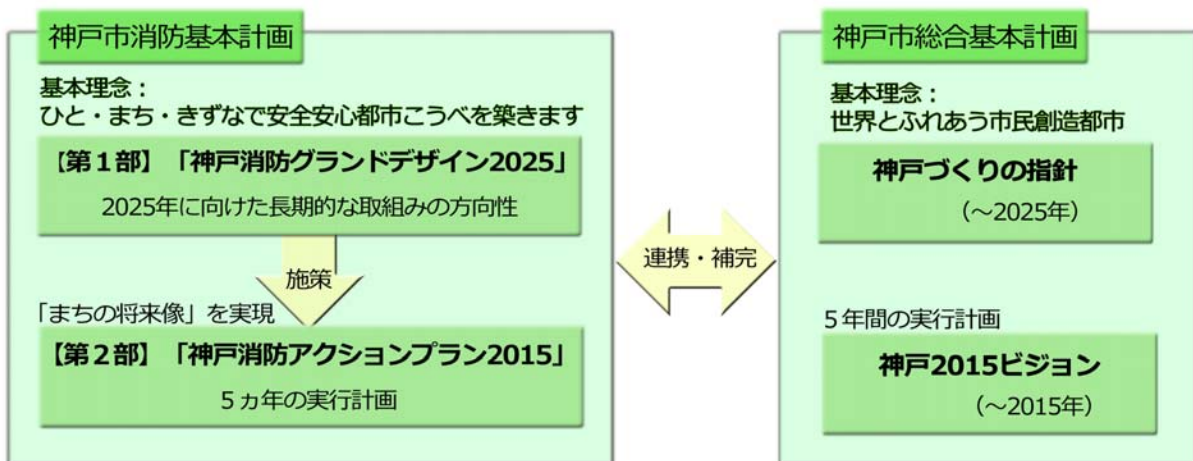 神戸市消防基本計画
基本理念：
ひと・まち・きずなで安全安心都市こうべを築きます
【第１部】「神戸消防グランドデザイン2025」
2025年に向けた長期的な取組みの方向性
施策
「まちの将来像」を実現
【第２部】「神戸消防アクションプラン2015」
５ヵ年の実行計画
連携・補完
神戸市総合基本計画
基本理念：
世界とふれあう市民創造都市
神戸づくりの指針
（～2025年）
５年間の実行計画
神戸2015ビジョン
（～2015年）